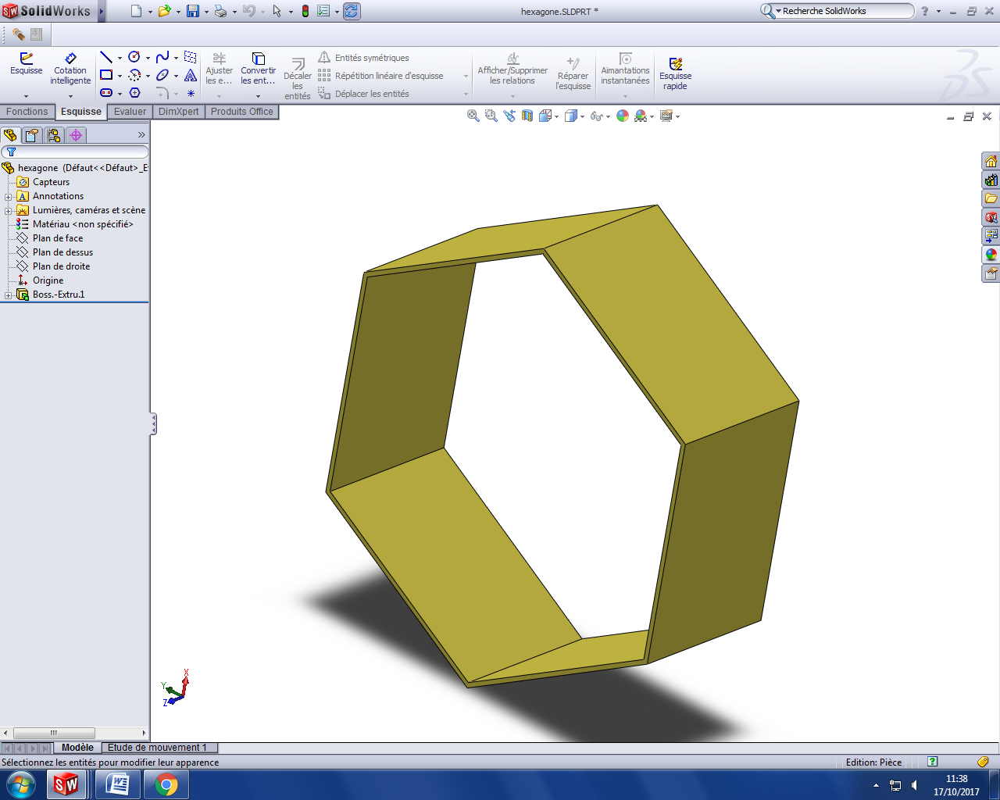 SolidWorks
hexagone.SLDPRT *
Recherche SolidWorks
Esquisse
Cotation intelligente
Ajuster les e...
Convertir les ent...
Décaler les entités
Entités symétriques
Répétition linéaire d'esquisse
Déplacer les entités
Afficher/Supprimer les relations
Réparer l'esquisse
Aimantations instantanées
Esquisse rapide
Fonctions
Esquisse
Evaluer
DimXpert
Produits Office
hexagone (Défaut<<Défaut>_E
Capteurs
Annotations
Lumières, caméras et scène
Matériau <non spécifié>
Plan de face
Plan de dessus
Plan de droite
Origine
Boss.-Extru.1
X
Y
Z
Modèle
Etude de mouvement 1
Sélectionnez les entités pour modifier leur apparence
Edition: Pièce
11:38
17/10/2017